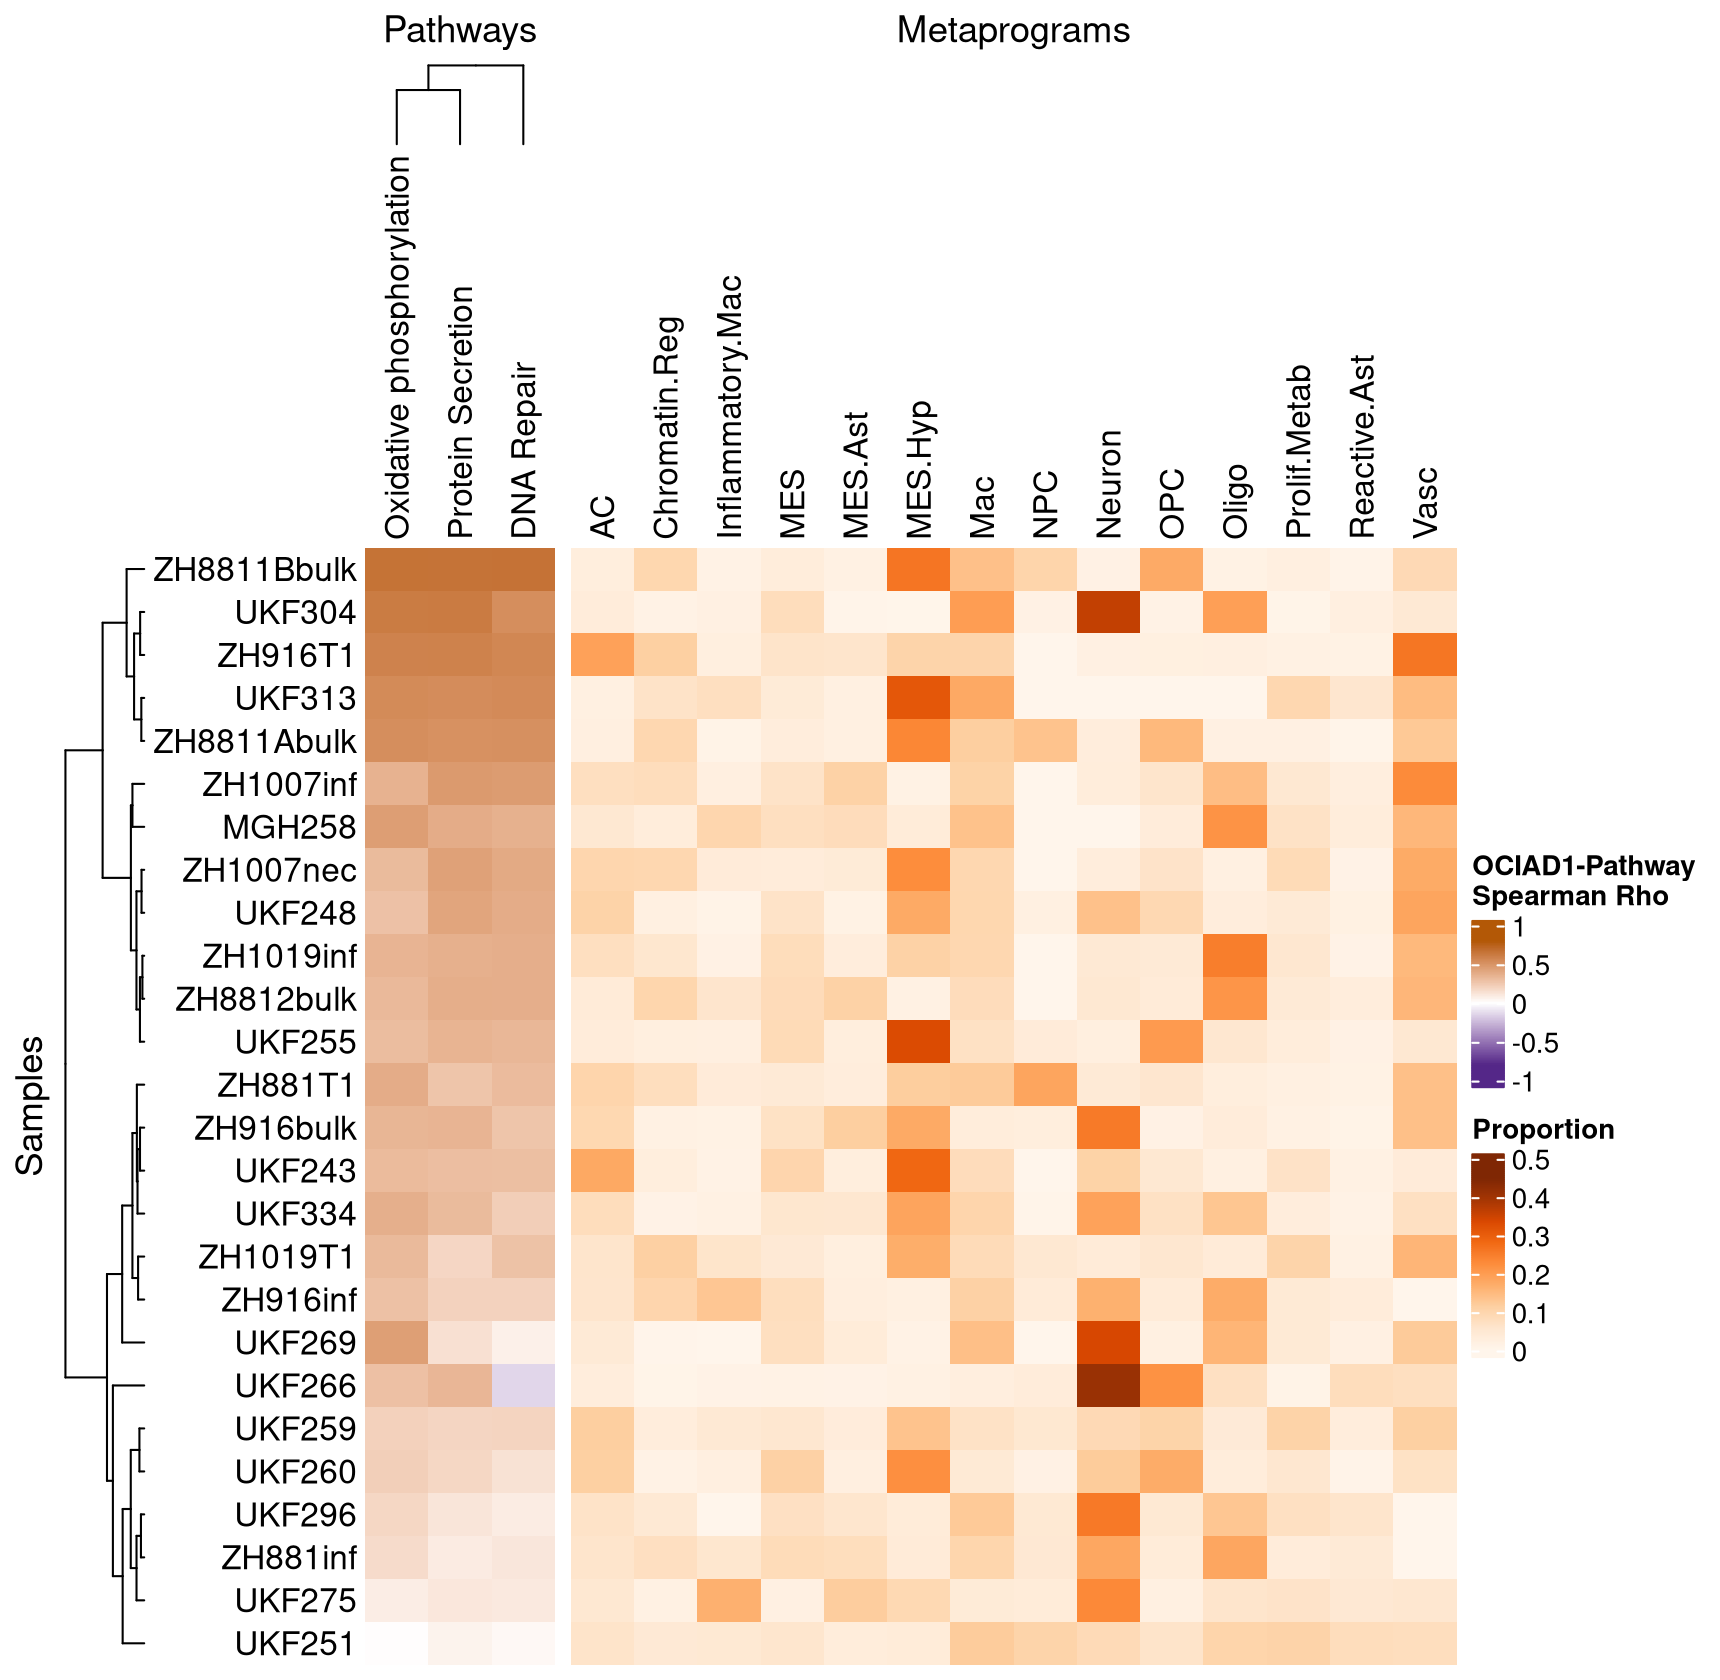 Pathways
Metaprograms
Oxidative phosphorylation
Protein Secretion
DNA Repair
AC
Chromatin.Reg
Inflammatory.Mac
MES
MES.Ast
MES.Hyp
Mac
NPC
Neuron
OPC
Oligo
Prolif.Metab
Reactive.Ast
Vasc
Samples
ZH8811Bbulk
UKF304
ZH916T1
UKF313
ZH8811Abulk
ZH1007inf
MGH258
ZH1007nec
UKF248
ZH1019inf
ZH8812bulk
UKF255
ZH881T1
ZH916bulk
UKF243
UKF334
ZH1019T1
ZH916inf
UKF269
UKF266
UKF259
UKF260
UKF296
ZH881inf
UKF275
UKF251
OCIAD1-Pathway
Spearman Rho
1
0.5
0
-0.5
-1
Proportion
0.5
0.4
0.3
0.2
0.1
0